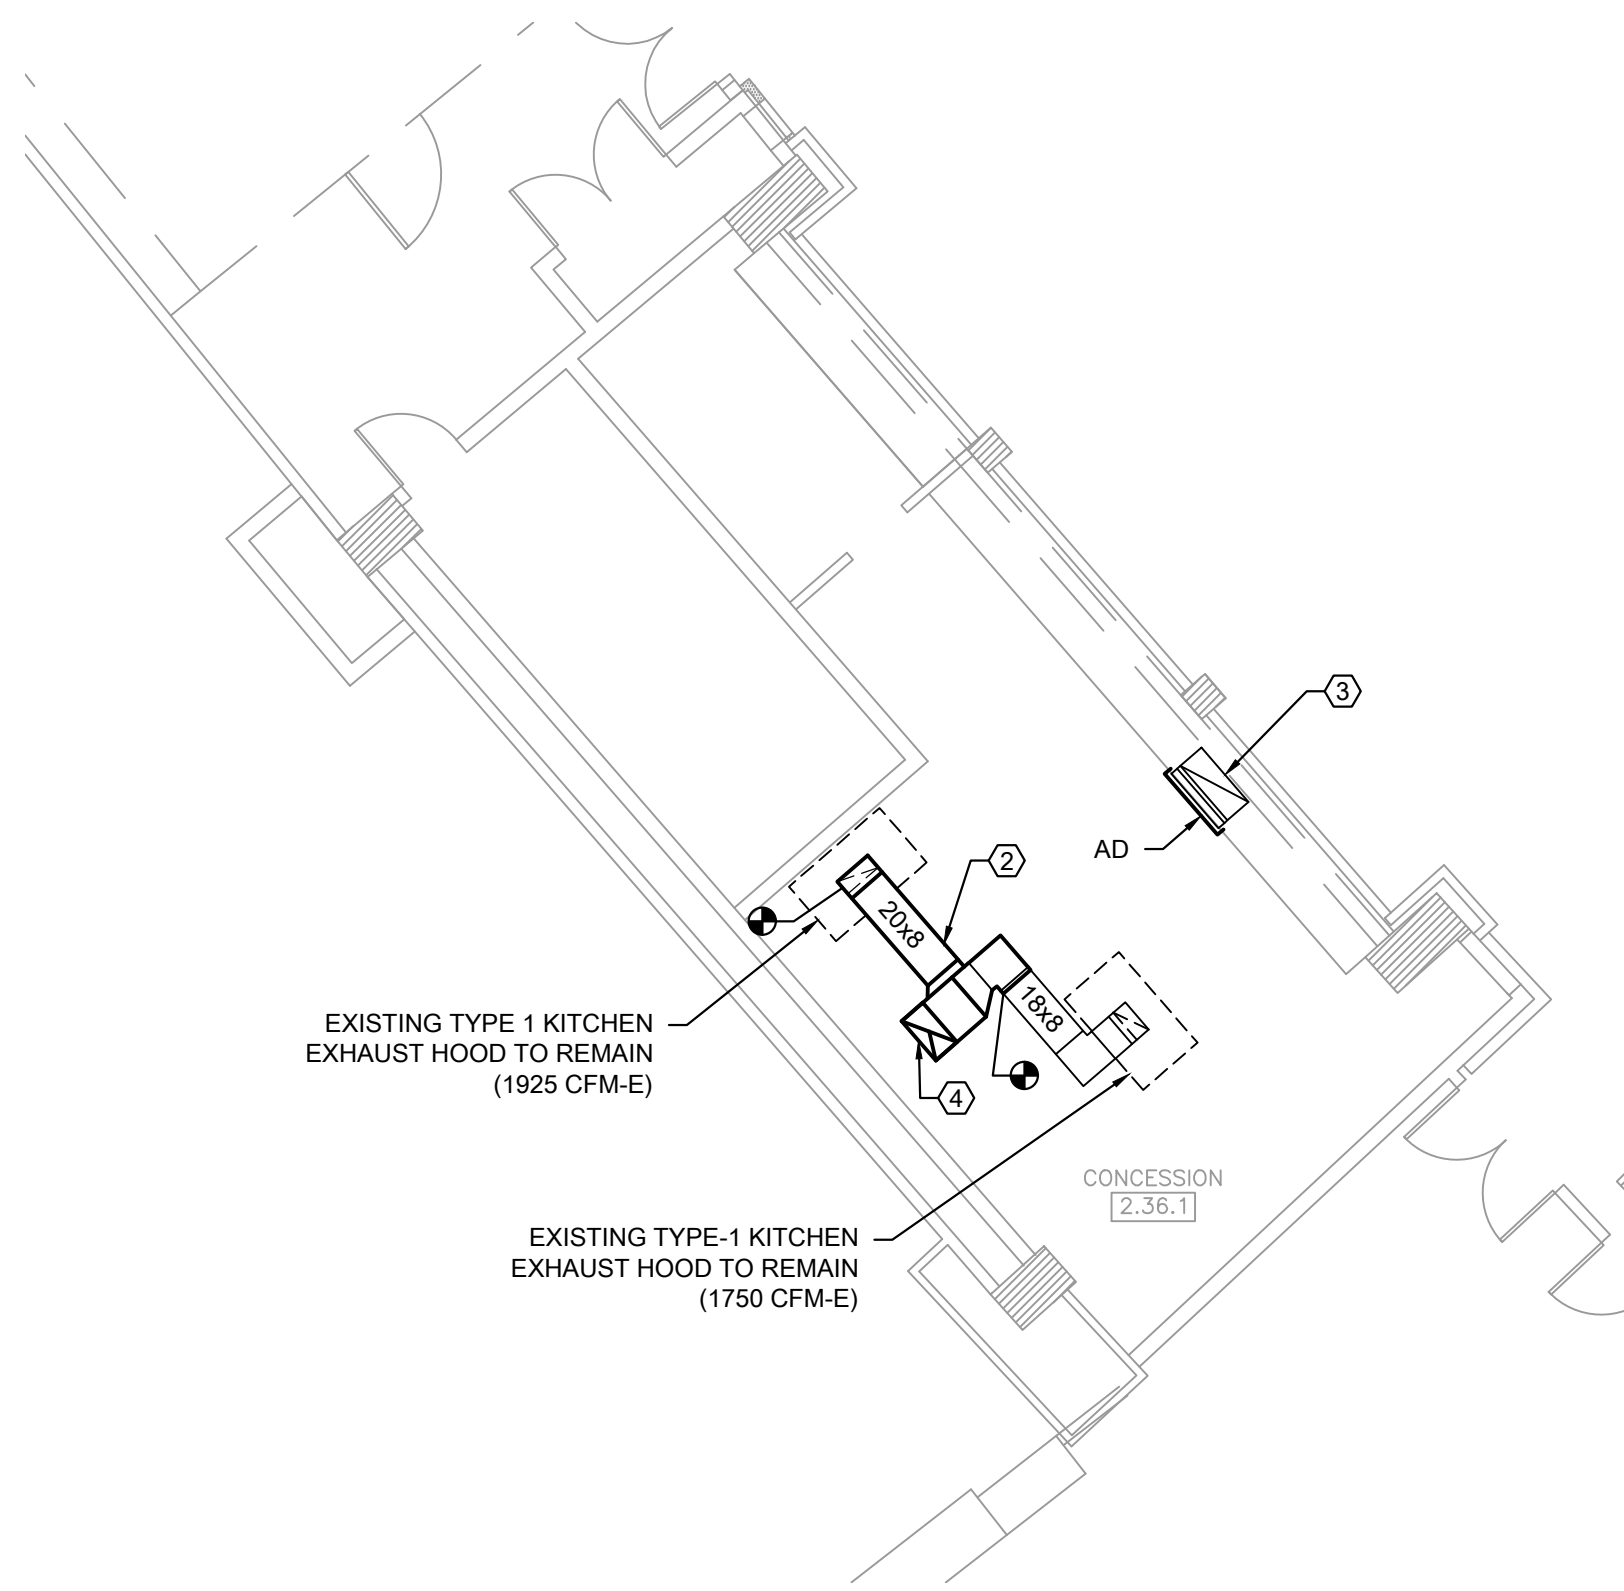 3
AD
2
20x8
18x8
EXISTING TYPE 1 KITCHEN
EXHAUST HOOD TO REMAIN
(1925 CFM-E)
4
CONCESSION
2.36.1
EXISTING TYPE-1 KITCHEN
EXHAUST HOOD TO REMAIN
(1750 CFM-E)